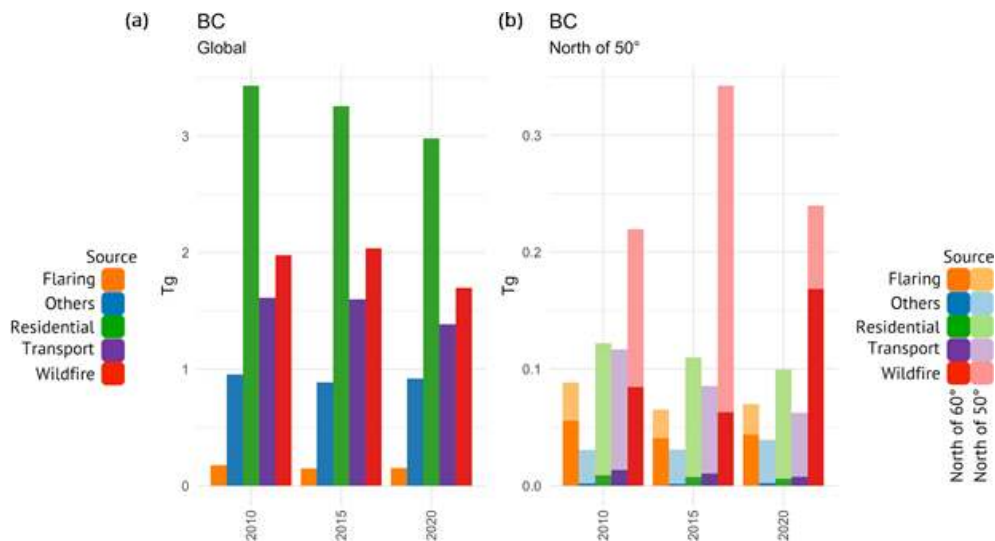 (a)
BC
Global
Tg
3
2
1
0
2010
2015
2020
Source
Flaring
Others
Residential
Transport
Wildfire
(b)
BC
North of 50°
Tg
0.3
0.2
0.1
0.0
2010
2015
2020
Source
Flaring
Others
Residential
Transport
Wildfire
North of 60°
North of 50°